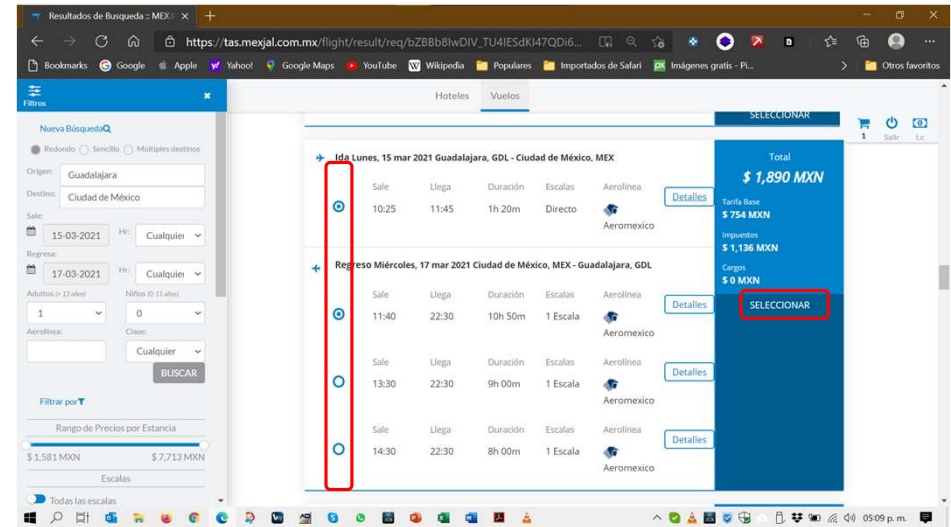 Resultados de Busqueda :: MEXJ
https://tas.mexjal.com.mx/flight/result/req/bZBBb8IwDIV_TU4IESdKJ47QDi6...
Bookmarks Google Apple Yahoo! Google Maps YouTube Wikipedia Populares Importados de Safari Imágenes gratis - Pi... Otros favoritos
Filtros
Hoteles Vuelos
SELECCIONAR
1 Salir t.c
Nueva Búsqueda
Redondo Sencillo Múltiples destinos
Origen: Guadalajara
Destino: Ciudad de México
Sale:
15-03-2021 Hr: Cualquier
Regresa:
17-03-2021 Hr: Cualquier
Adultos (+ 12 años) Niños (0-11 años)
1 0
Aerolínea: Clase:
Cualquier
BUSCAR
Filtrar por
Rango de Precios por Estancia
$ 1,581 MXN $ 7,713 MXN
Escalas
Todas las escalas
Ida Lunes, 15 mar 2021 Guadalajara, GDL - Ciudad de México, MEX
Sale Llega Duración Escalas Aerolínea
10:25 11:45 1h 20m Directo Aeromexico
Detalles
Regreso Miércoles, 17 mar 2021 Ciudad de México, MEX - Guadalajara, GDL
Sale Llega Duración Escalas Aerolínea
11:40 22:30 10h 50m 1 Escala Aeromexico
Detalles
Sale Llega Duración Escalas Aerolínea
13:30 22:30 9h 00m 1 Escala Aeromexico
Detalles
Sale Llega Duración Escalas Aerolínea
14:30 22:30 8h 00m 1 Escala Aeromexico
Detalles
Total
$ 1,890 MXN
Tarifa Base
$ 754 MXN
Impuestos
$ 1,136 MXN
Cargos
$ 0 MXN
SELECCIONAR
05:09 p. m.